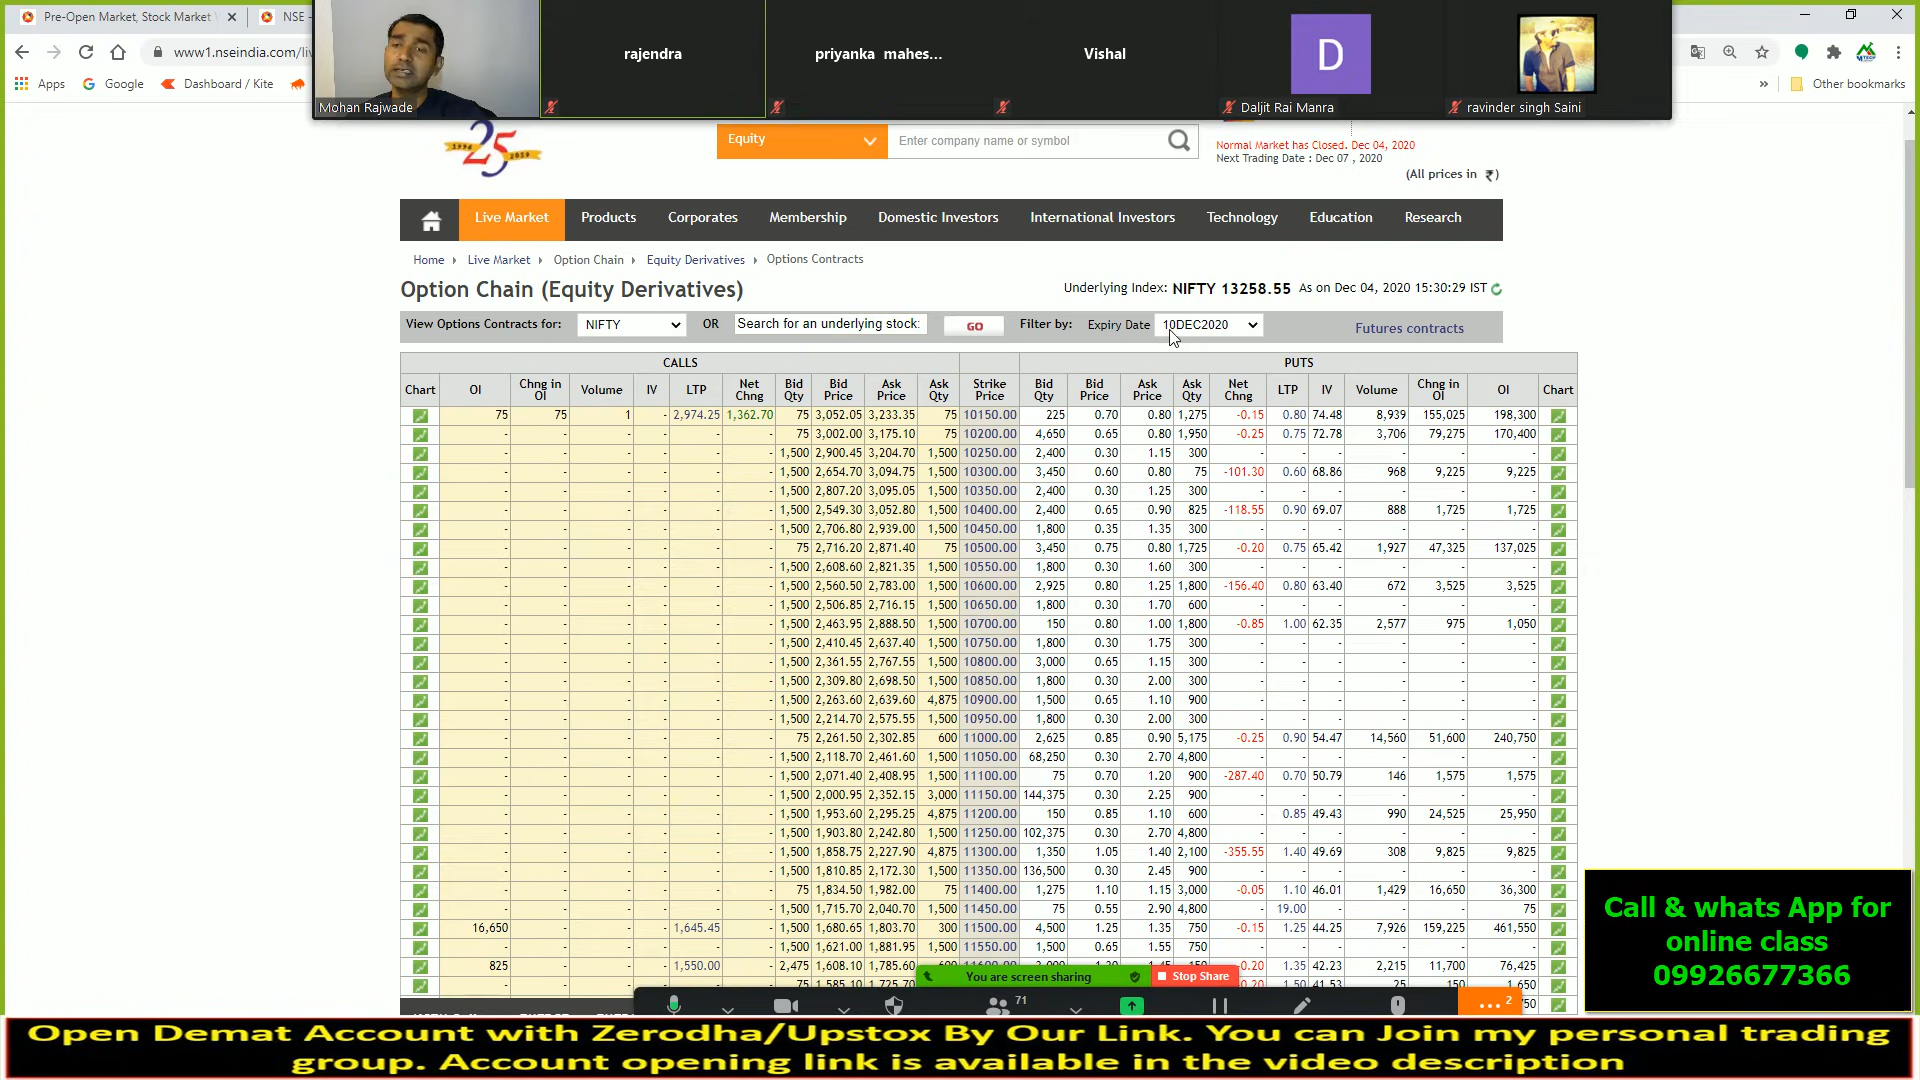 Pre-Open Market, Stock Market
NSE -
www1.nseindia.com/li
Apps Google Dashboard / Kite
Other bookmarks
Mohan Rajwade
rajendra
priyanka mahes...
Vishal
D
Daljit Rai Manra
ravinder singh Saini
25
Equity
Enter company name or symbol
Normal Market has Closed. Dec 04, 2020
Next Trading Date : Dec 07 , 2020
(All prices in ₹)
Live Market Products Corporates Membership Domestic Investors International Investors Technology Education Research
Home Live Market Option Chain Equity Derivatives Options Contracts
Option Chain (Equity Derivatives)
Underlying Index: NIFTY 13258.55 As on Dec 04, 2020 15:30:29 IST
View Options Contracts for: NIFTY OR Search for an underlying stock: GO Filter by: Expiry Date 10DEC2020 Futures contracts
CALLS PUTS
Chart OI Chng in OI Volume IV LTP Net Chng Bid Qty Bid Price Ask Price Ask Qty Strike Price Bid Qty Bid Price Ask Price Ask Qty Net Chng LTP IV Volume Chng in OI OI Chart
75 75 1 - 2,974.25 1,362.70 75 3,052.05 3,233.35 75 10150.00 225 0.70 0.80 1,275 -0.15 0.80 74.48 8,939 155,025 198,300
- - - - - - 75 3,002.00 3,175.10 75 10200.00 4,650 0.65 0.80 1,950 -0.25 0.75 72.78 3,706 79,275 170,400
- - - - - - 1,500 2,900.45 3,204.70 1,500 10250.00 2,400 0.30 1.15 300 - - - - - -
- - - - - - 1,500 2,654.70 3,094.75 1,500 10300.00 3,450 0.60 0.80 75 -101.30 0.60 68.86 968 9,225 9,225
- - - - - - 1,500 2,807.20 3,095.05 1,500 10350.00 2,400 0.30 1.25 300 - - - - - -
- - - - - - 1,500 2,549.30 3,052.80 1,500 10400.00 2,400 0.65 0.90 825 -118.55 0.90 69.07 888 1,725 1,725
- - - - - - 1,500 2,706.80 2,939.00 1,500 10450.00 1,800 0.35 1.35 300 - - - - - -
- - - - - - 75 2,716.20 2,871.40 75 10500.00 3,450 0.75 0.80 1,725 -0.20 0.75 65.42 1,927 47,325 137,025
- - - - - - 1,500 2,608.60 2,821.35 1,500 10550.00 1,800 0.30 1.60 300 - - - - - -
- - - - - - 1,500 2,560.50 2,783.00 1,500 10600.00 2,925 0.80 1.25 1,800 -156.40 0.80 63.40 672 3,525 3,525
- - - - - - 1,500 2,506.85 2,716.15 1,500 10650.00 1,800 0.30 1.70 600 - - - - - -
- - - - - - 1,500 2,463.95 2,888.50 1,500 10700.00 150 0.80 1.00 1,800 -0.85 1.00 62.35 2,577 975 1,050
- - - - - - 1,500 2,410.45 2,637.40 1,500 10750.00 1,800 0.30 1.75 300 - - - - - -
- - - - - - 1,500 2,361.55 2,767.55 1,500 10800.00 3,000 0.65 1.15 300 - - - - - -
- - - - - - 1,500 2,309.80 2,698.50 1,500 10850.00 1,800 0.30 2.00 300 - - - - - -
- - - - - - 1,500 2,263.60 2,639.60 4,875 10900.00 1,500 0.65 1.10 900 - - - - - -
- - - - - - 1,500 2,214.70 2,575.55 1,500 10950.00 1,800 0.30 2.00 300 - - - - - -
- - - - - - 75 2,261.50 2,302.85 600 11000.00 2,625 0.85 0.90 5,175 -0.25 0.90 54.47 14,560 51,600 240,750
- - - - - - 1,500 2,118.70 2,461.60 1,500 11050.00 68,250 0.30 2.70 4,800 - - - - - -
- - - - - - 1,500 2,071.40 2,408.95 1,500 11100.00 75 0.70 1.20 900 -287.40 0.70 50.79 146 1,575 1,575
- - - - - - 1,500 2,000.95 2,352.15 3,000 11150.00 144,375 0.30 2.25 900 - - - - - -
- - - - - - 1,500 1,953.60 2,295.25 4,875 11200.00 150 0.85 1.10 600 - 0.85 49.43 990 24,525 25,950
- - - - - - 1,500 1,903.80 2,242.80 1,500 11250.00 102,375 0.30 2.70 4,800 - - - - - -
- - - - - - 1,500 1,858.75 2,227.90 4,875 11300.00 1,350 1.05 1.40 2,100 -355.55 1.40 49.69 308 9,825 9,825
- - - - - - 1,500 1,810.85 2,172.30 1,500 11350.00 136,500 0.30 2.45 900 - - - - - -
- - - - - - 75 1,834.50 1,982.00 75 11400.00 1,275 1.10 1.15 3,000 -0.05 1.10 46.01 1,429 16,650 36,300
- - - - - - 1,500 1,715.70 2,040.70 1,500 11450.00 75 0.55 2.90 4,800 - 19.00 - - - 75
16,650 - - - 1,645.45 - 1,500 1,680.65 1,803.70 300 11500.00 4,500 1.25 1.35 750 -0.15 1.25 44.25 7,926 159,225 461,550
- - - - - - 1,500 1,621.00 1,881.95 1,500 11550.00 1,500 0.65 1.55 750 - - - - - -
825 - - - 1,550.00 - 2,475 1,608.10 1,785.60 -0.20 1.35 42.23 2,215 11,700 76,425
- - - - - - 1,500 1,585.10 1,725.70 1.50 41.53 25 150 1,650
You are screen sharing
Stop Share
71
2
Call & whats App for
online class
09926677366
Open Demat Account with Zerodha/Upstox By Our Link. You can Join my personal trading
group. Account opening link is available in the video description